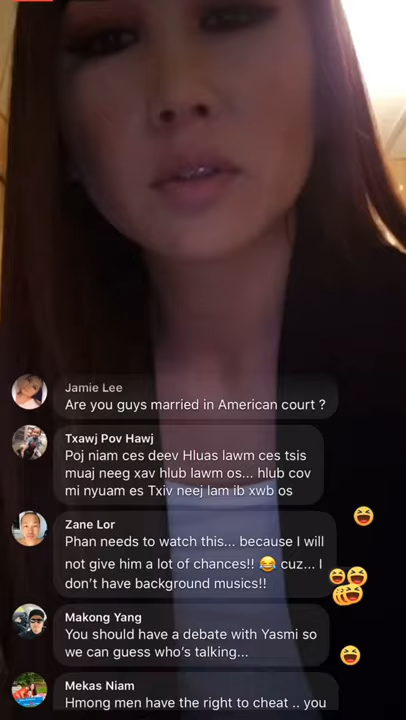 Jamie Lee
Are you guys married in American court ?
Txawj Pov Hawj
Poj niam ces deev Hluas lawm ces tsis
muaj neeg xav hlub lawm os... hlub cov
mi nyuam es Txiv neej lam ib xwb os
Zane Lor
Phan needs to watch this... because I will
not give him a lot of chances!! 😂 cuz... I
don't have background musics!!
Makong Yang
You should have a debate with Yasmi so
we can guess who's talking...
Mekas Niam
Hmong men have the right to cheat .. you